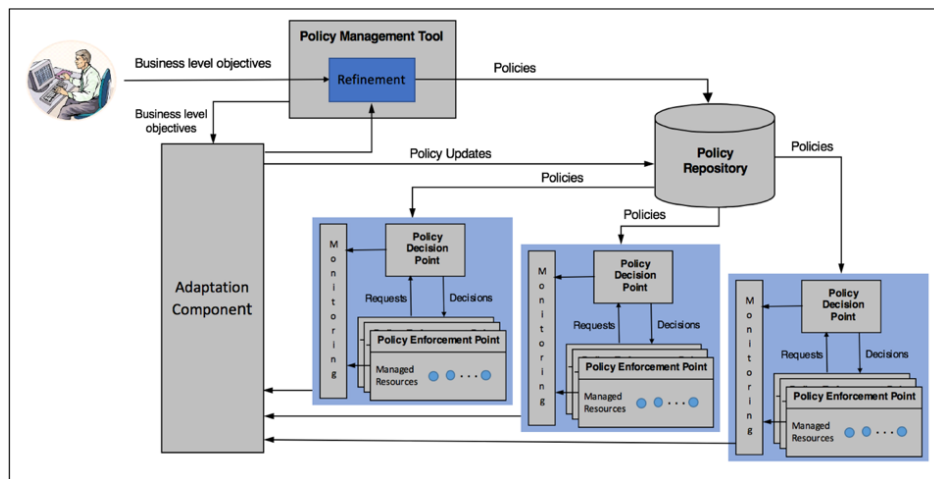 Policy Management Tool
Business level objectives
Refinement
Policies
Business level
objectives
Policy Updates
Policy
Repository
Policies
Policies
Policies
Adaptation
Component
Monitoring
Policy
Decision
Point
Requests
Decisions
Policy Enforcement Point
Managed
Resources
Monitoring
Policy
Decision
Point
Requests
Decisions
Policy Enforcement Point
Managed
Resources
Monitoring
Policy
Decision
Point
Requests
Decisions
Policy Enforcement Point
Managed
Resources